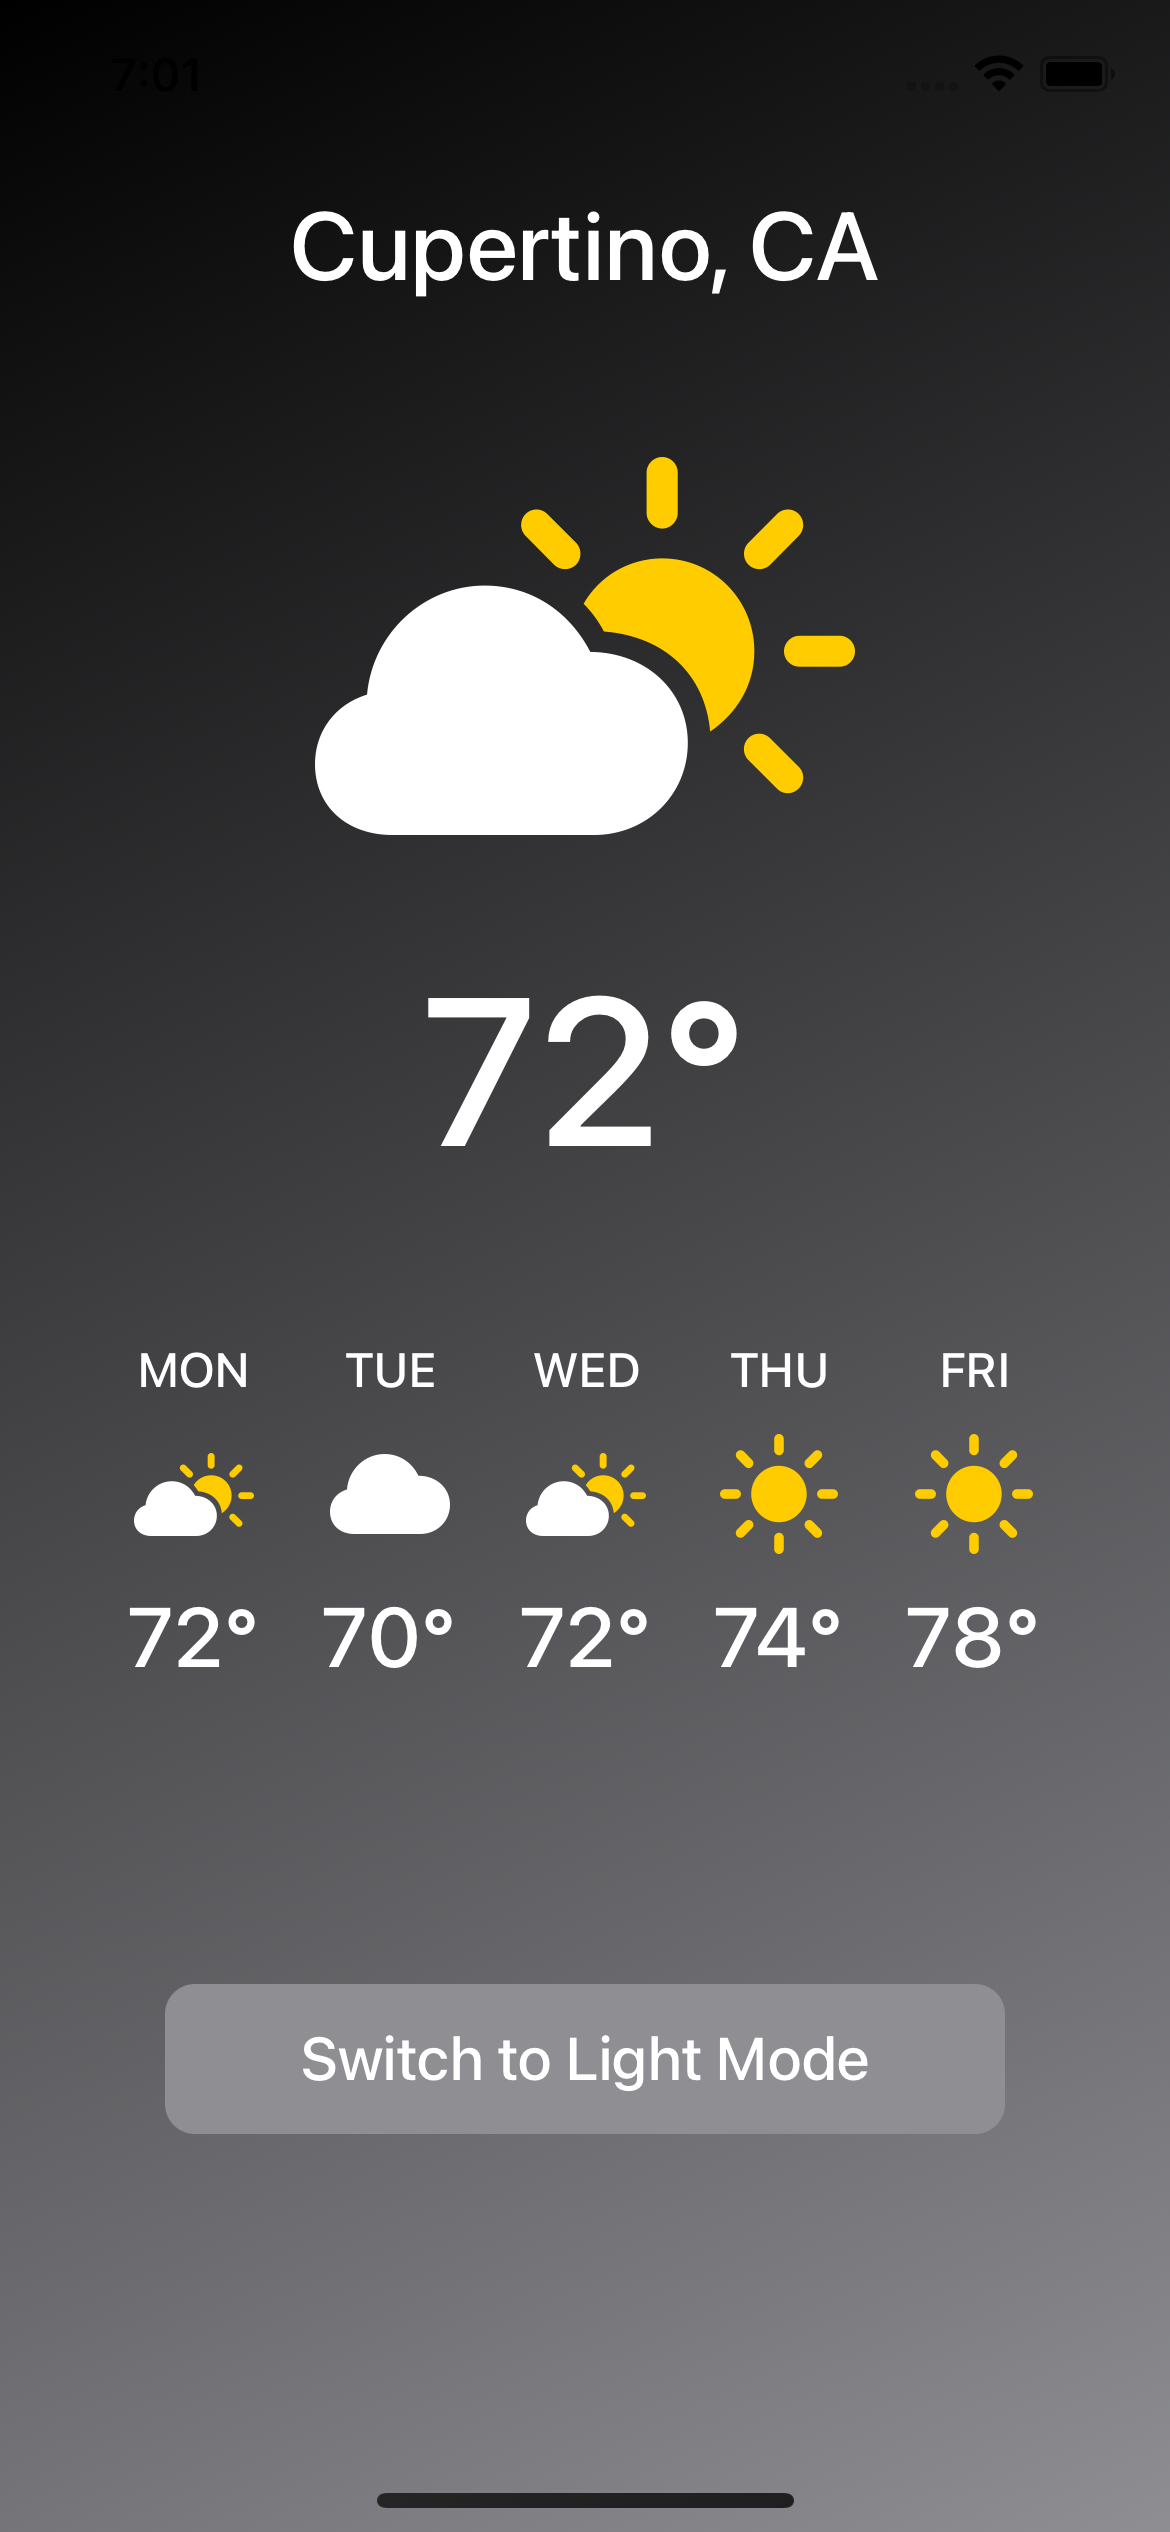 7:01
Cupertino, CA
72°
MON TUE WED THU FRI
72° 70° 72° 74° 78°
Switch to Light Mode